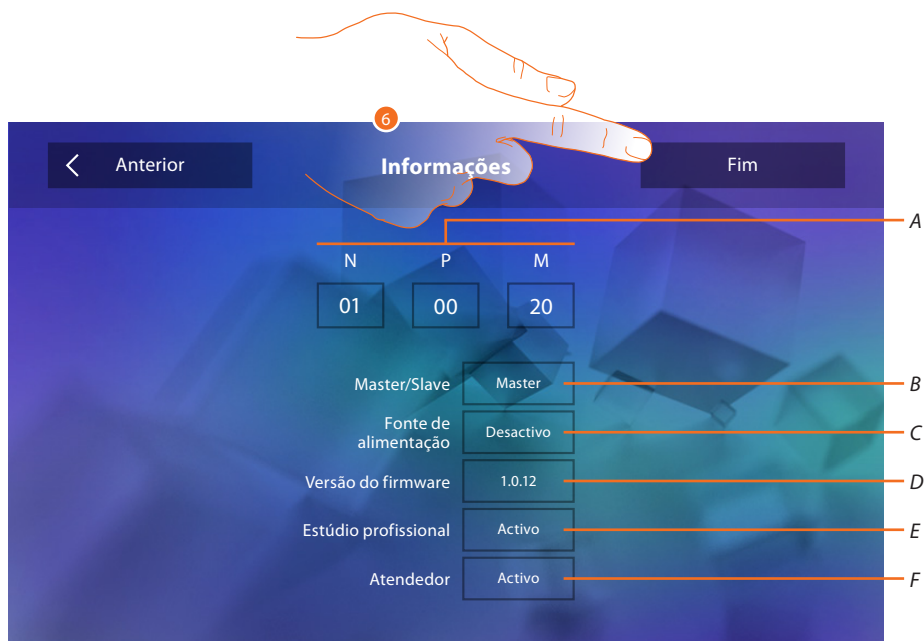 6
Anterior
Informações
Fim
A
N P M
01 00 20
Master/Slave Master B
Fonte de
alimentação Desactivo C
Versão do firmware 1.0.12 D
Estúdio profissional Activo E
Atendedor Activo F